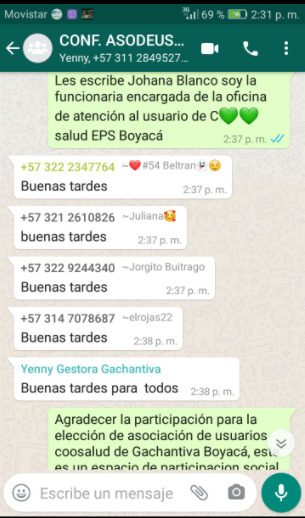 Movistar 3G 69 % 2:31 p. m.
CONF. ASODEUS...
Yenny, +57 311 2849527...
Les escribe Johana Blanco soy la
funcionaria encargada de la oficina
de atención al usuario de C💚💚
salud EPS Boyacá
2:37 p. m.
+57 322 2347764 ~❤️#54 Beltran
Buenas tardes
2:37 p. m.
+57 321 2610826 ~Juliana🥰
buenas tardes
2:37 p. m.
+57 322 9244340 ~Jorgito Buitrago
Buenas tardes
2:37 p. m.
+57 314 7078687 ~elrojas22
Buenas tardes
2:38 p. m.
Yenny Gestora Gachantiva
Buenas tardes para todos
2:38 p. m.
Agradecer la participación para la
elección de asociación de usuarios
coosalud de Gachantiva Boyacá, este
es un espacio de participacion social
Escribe un mensaje